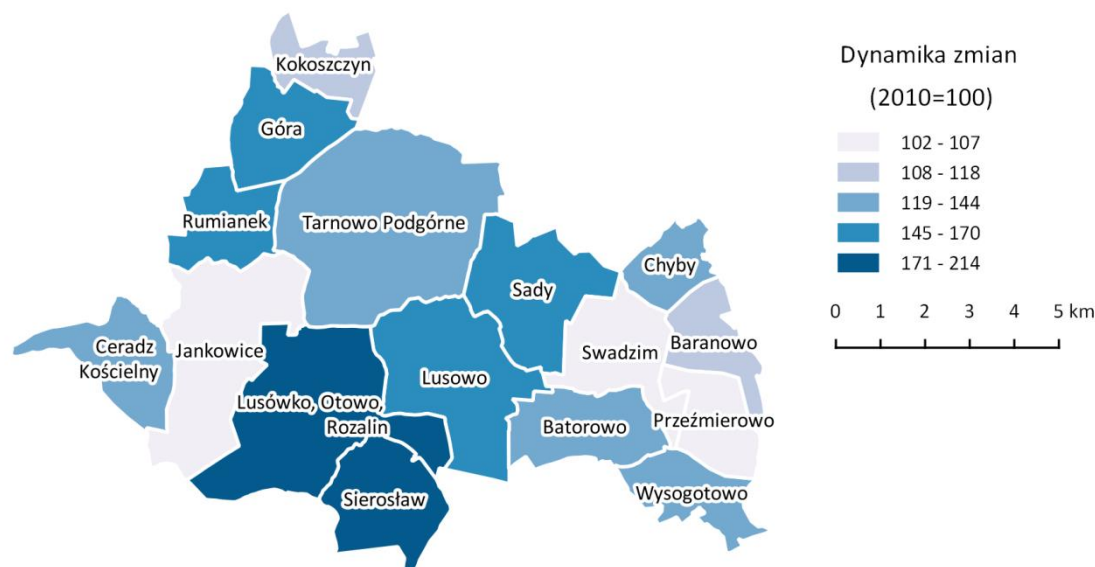 Kokoszczyn
Góra
Rumianek
Tarnowo Podgórne
Chyby
Sady
Ceradz
Kościelny
Jankowice
Swadzim
Baranowo
Lusowo
Lusówko, Otowo,
Rozalin
Batorowo
Przeźmierowo
Sierosław
Wysogotowo
Dynamika zmian
(2010=100)
102 - 107
108 - 118
119 - 144
145 - 170
171 - 214
0 1 2 3 4 5 km